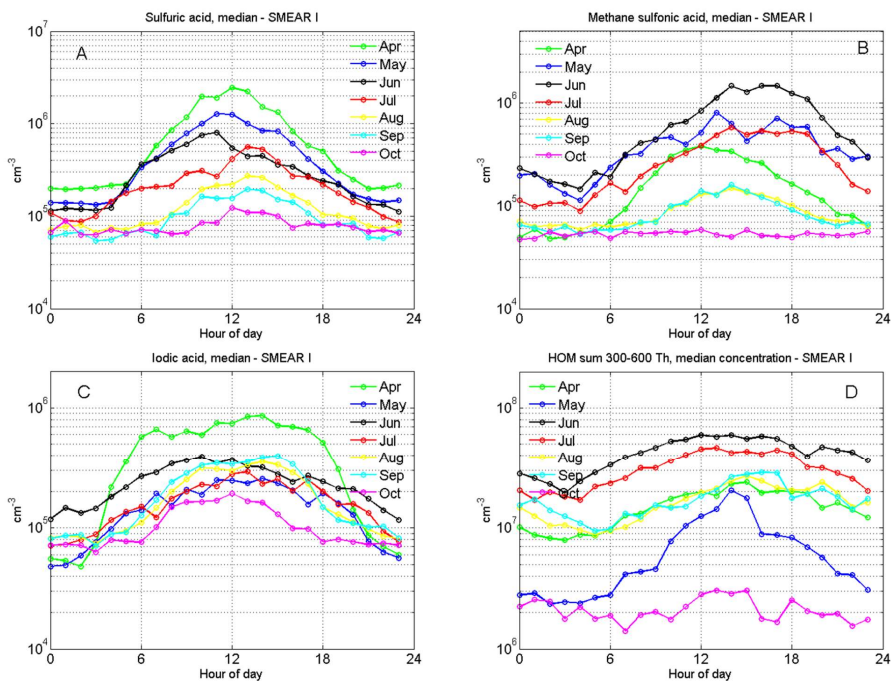 Sulfuric acid, median - SMEAR I
10^7
10^6
10^5
10^4
cm^-3
A
Apr
May
Jun
Jul
Aug
Sep
Oct
0 6 12 18 24
Hour of day
Methane sulfonic acid, median - SMEAR I
10^6
10^5
10^4
cm^-3
B
Apr
May
Jun
Jul
Aug
Sep
Oct
0 6 12 18 24
Hour of day
Iodic acid, median - SMEAR I
10^6
10^5
10^4
cm^-3
C
Apr
May
Jun
Jul
Aug
Sep
Oct
0 6 12 18 24
Hour of day
HOM sum 300-600 Th, median concentration - SMEAR I
10^8
10^7
10^6
cm^-3
D
Apr
May
Jun
Jul
Aug
Sep
Oct
0 6 12 18 24
Hour of day